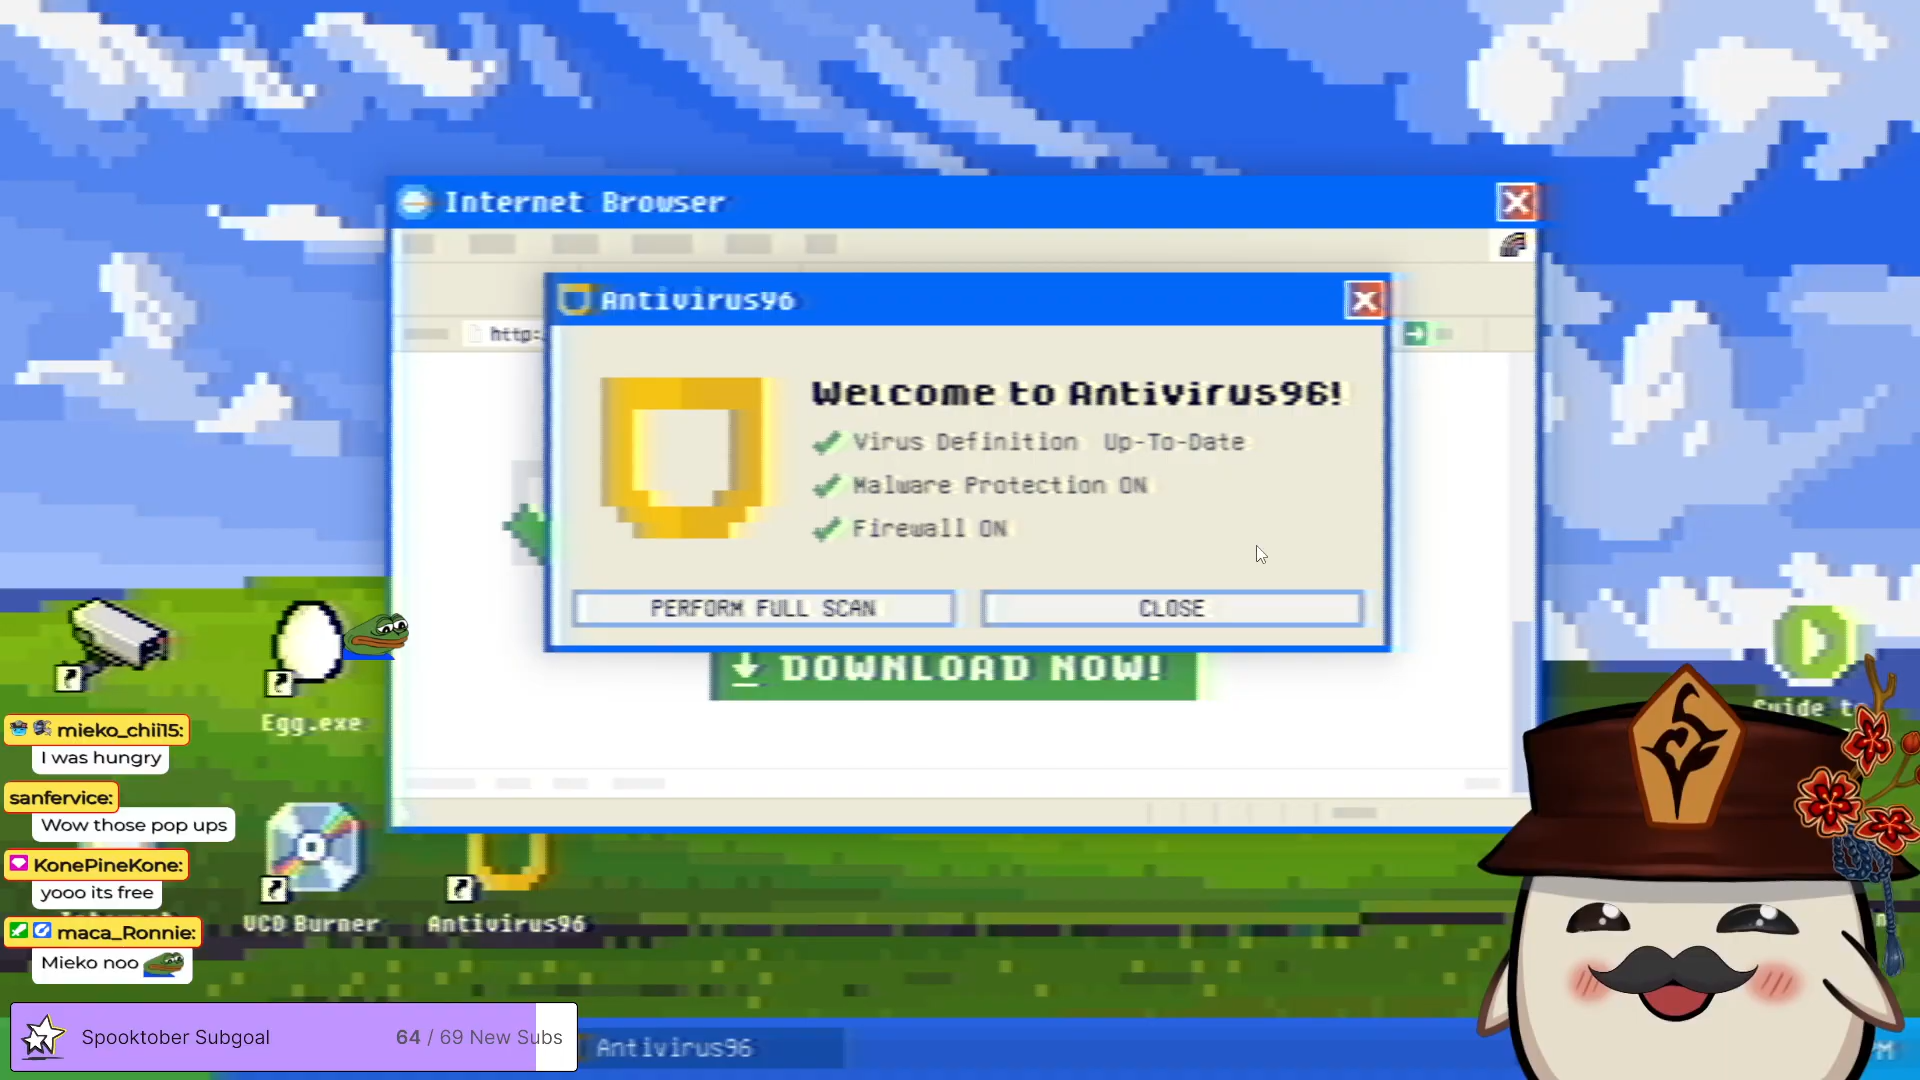 Internet Browser
Antivirus96
http:
Welcome to Antivirus96!
Virus Definition Up-To-Date
Malware Protection ON
Firewall ON
PERFORM FULL SCAN
CLOSE
DOWNLOAD NOW!
Egg.exe
VCD Burner
Antivirus96
mieko_chii15:
I was hungry
sanfervice:
Wow those pop ups
KonePineKone:
yooo its free
maca_Ronnie:
Mieko noo
Spooktober Subgoal
64 / 69 New Subs
Antivirus96